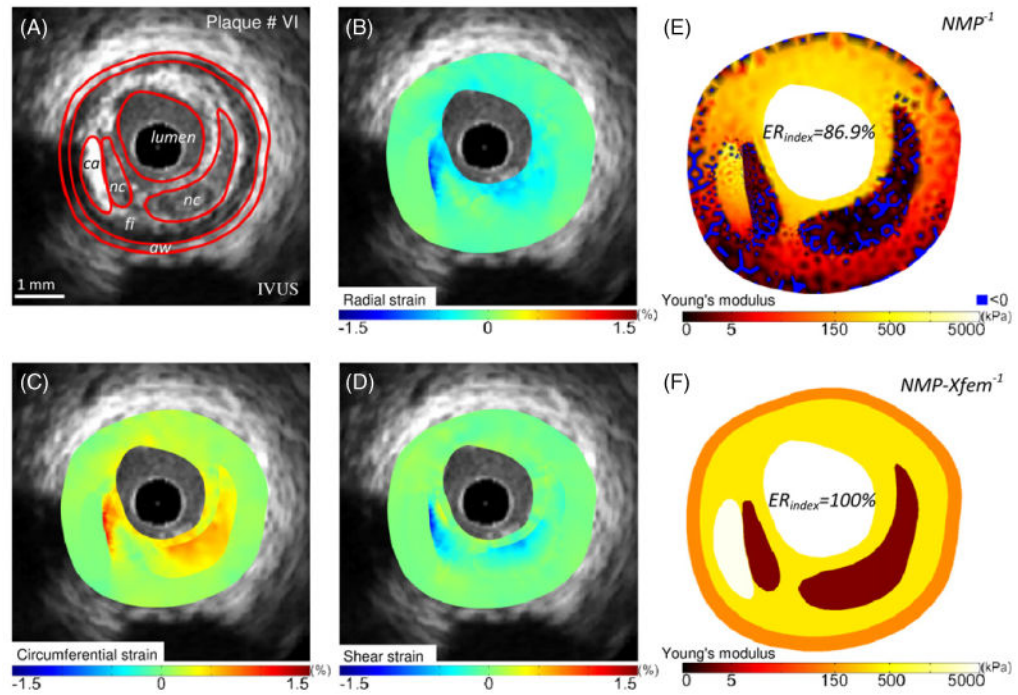 (A)
Plaque # VI
lumen
ca
nc
nc
fi
aw
1 mm
IVUS
(B)
Radial strain
(%)
-1.5
0
1.5
(E)
NMP⁻¹
ERindex=86.9%
Young's modulus
<0
0
5
150
500
5000
(kPa)
(C)
Circumferential strain
(%)
-1.5
0
1.5
(D)
Shear strain
(%)
-1.5
0
1.5
(F)
NMP-Xfem⁻¹
ERindex=100%
Young's modulus
(kPa)
0
5
150
500
5000